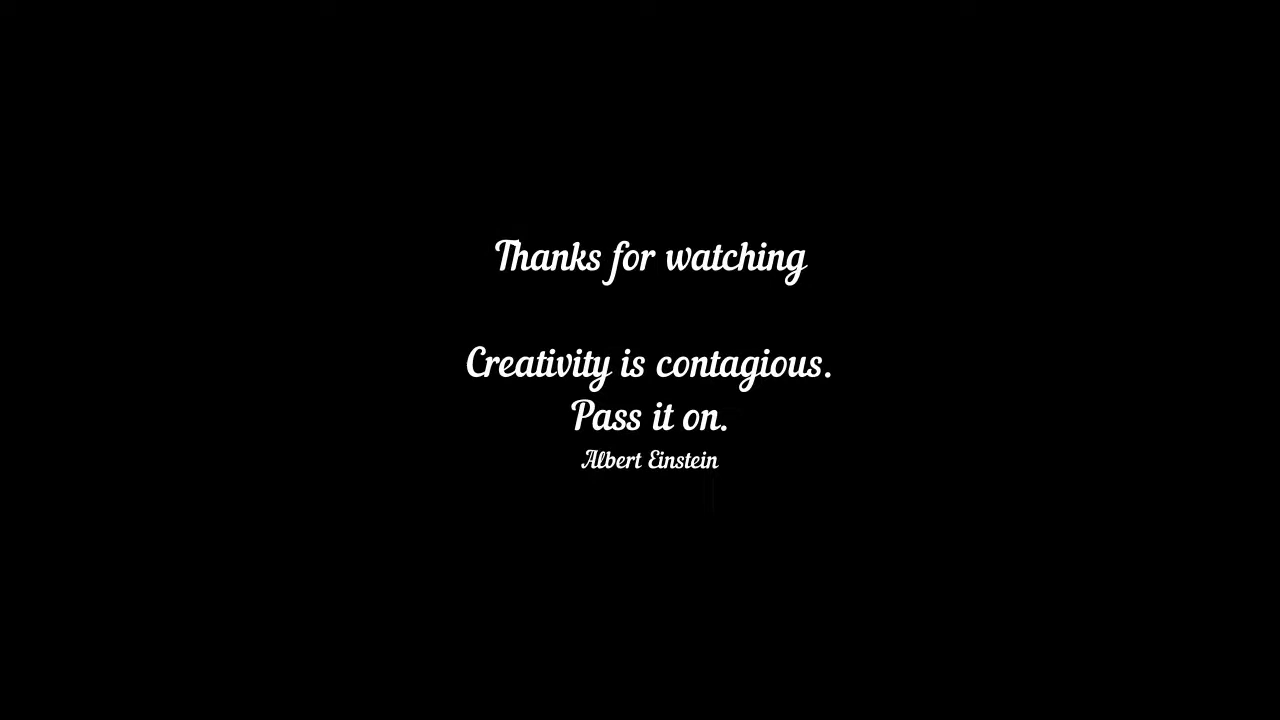 Thanks for watching
Creativity is contagious.
Pass it on.
Albert Einstein